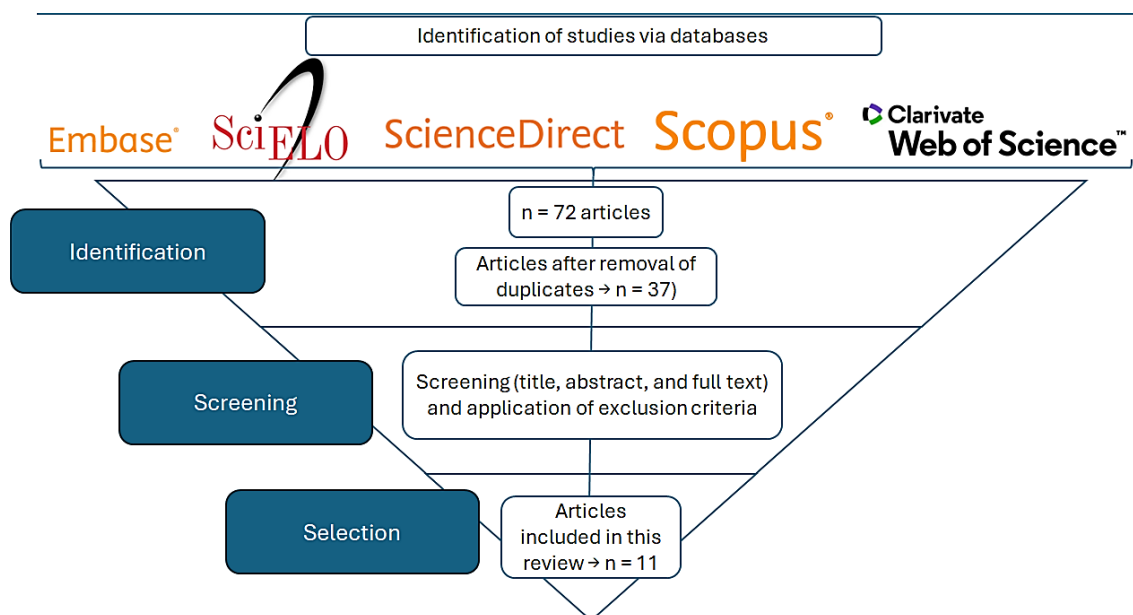 Identification of studies via databases
Embase®
SciELO
ScienceDirect
Scopus®
Clarivate
Web of Science™
n = 72 articles
Identification
Articles after removal of
duplicates → n = 37)
Screening
Screening (title, abstract, and full text)
and application of exclusion criteria
Selection
Articles
included in this
review → n = 11